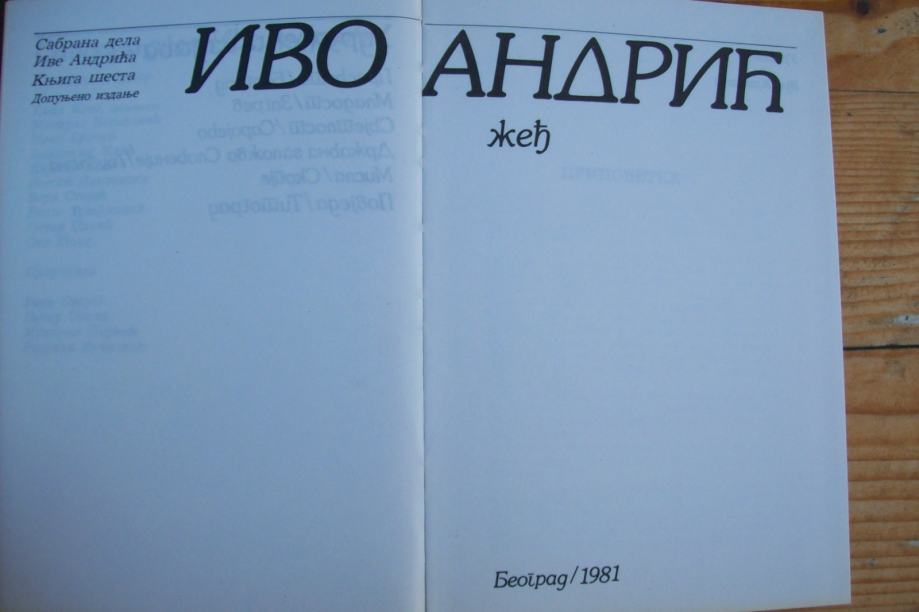 Сабрана дела
Иве Андрића
Књига шеста
Допуњено издање
ИВО АНДРИЋ
жеђ
Београд/1981